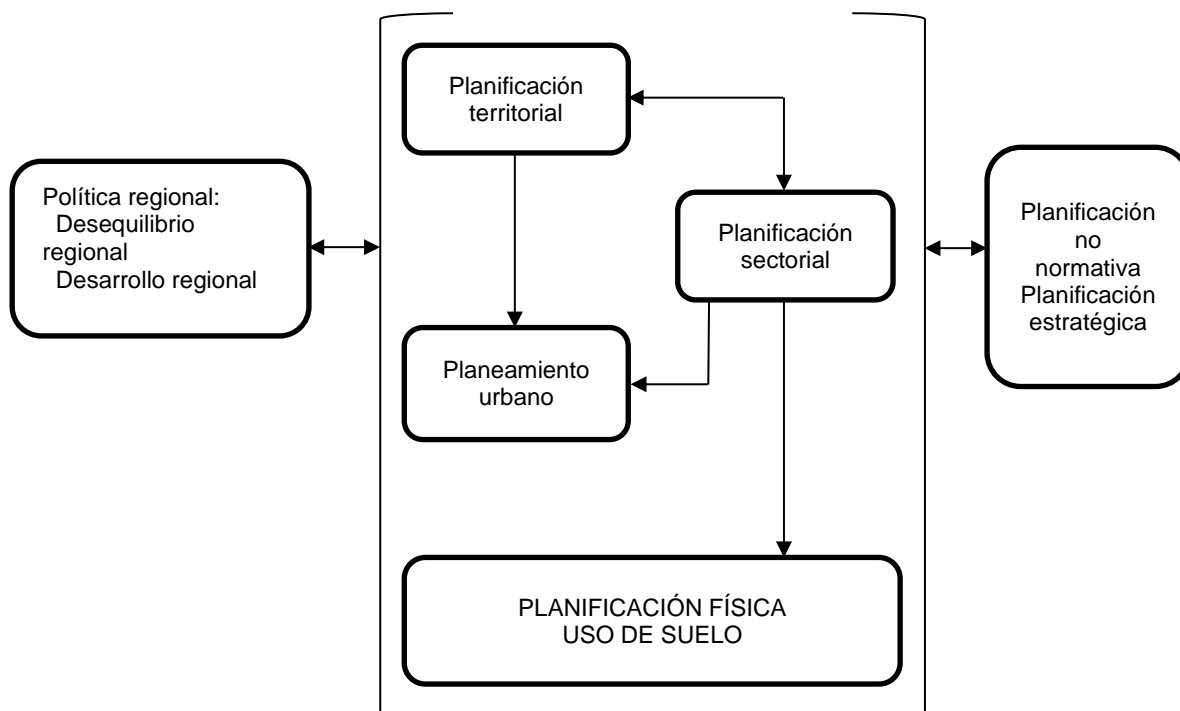 Planificación
territorial
Política regional:
Desequilibrio
regional
Desarrollo regional
Planificación
sectorial
Planificación
no
normativa
Planificación
estratégica
Planeamiento
urbano
PLANIFICACIÓN FÍSICA
USO DE SUELO